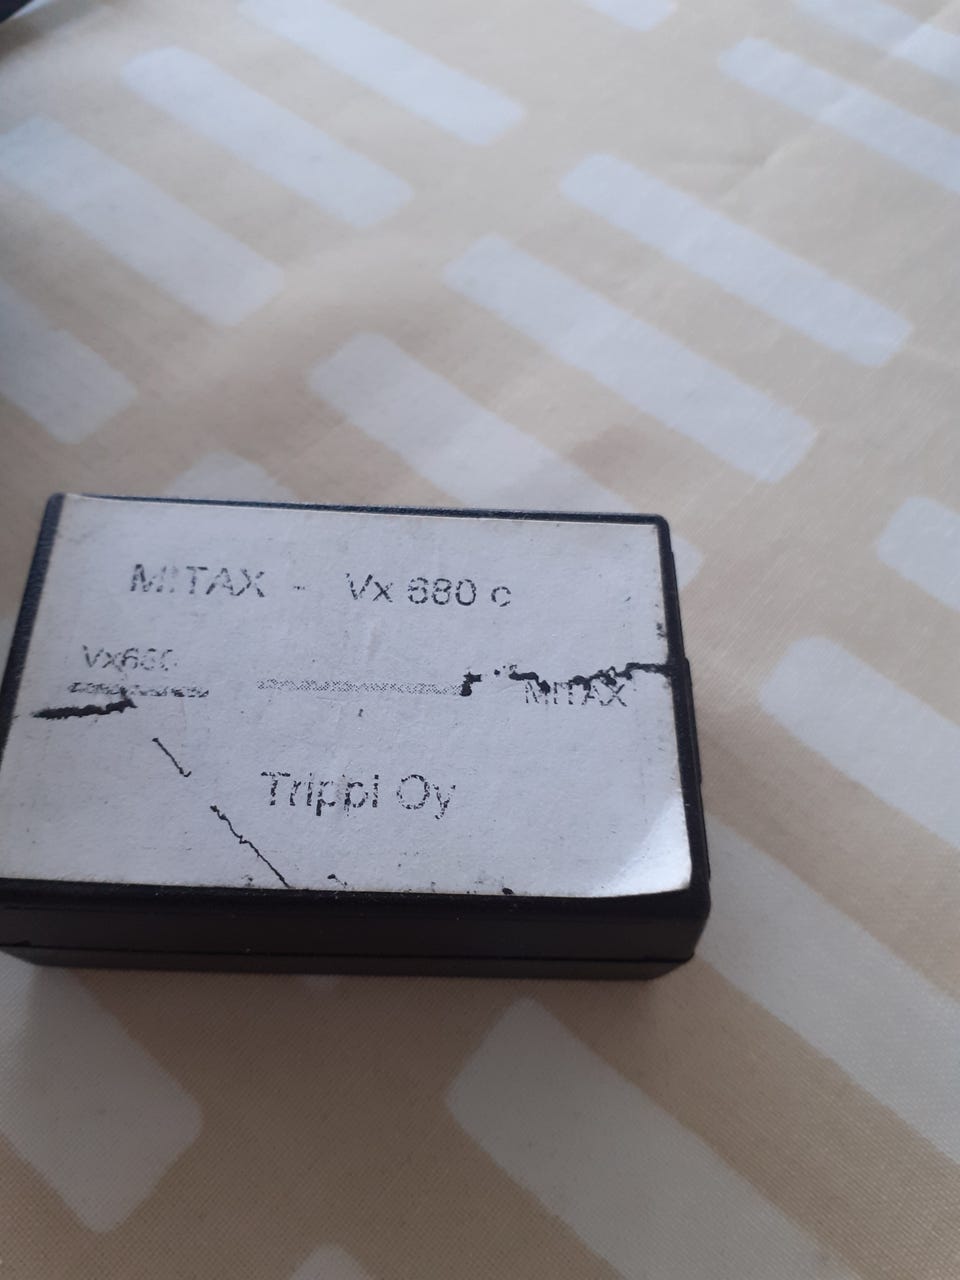 MITAX - Vx 680 c
Vx680
MITAX
Trippi Oy